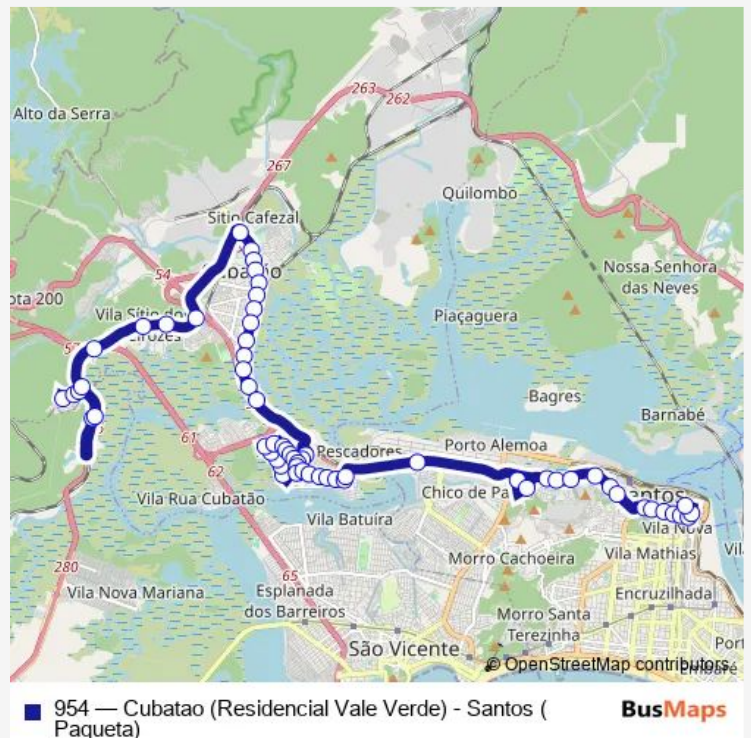 263
262
Alto da Serra
267
Quilombo
Sitio Cafezal
54
Nossa Senhora
das Neves
ota 200
Vila Sítio do
Piaçaguera
Bagres
Barnabé
61
62
Pescadores
Porto Alemoa
Chico de Pa
Vila Rua Cubatão
Vila Nova
Vila Batuíra
Vila Mathias
Morro Cachoeira
280
65
Vila Nova Mariana
Esplanada
dos Barreiros
Encruzilhada
Morro Santa
Terezinha
Port
São Vicente
© OpenStreetMap contributors.
Embaré
954 — Cubatao (Residencial Vale Verde) - Santos (
Paqueta)
BusMaps